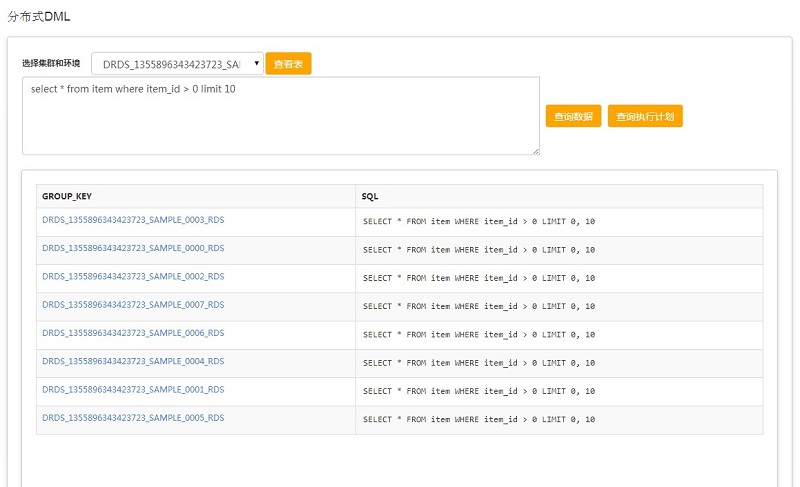 分布式DML
选择集群和环境 DRDS_1355896343423723_SA 查看表
select * from item where item_id > 0 limit 10
查询数据 查询执行计划
GROUP_KEY SQL
DRDS_1355896343423723_SAMPLE_0003_RDS SELECT * FROM item WHERE item_id > 0 LIMIT 0, 10
DRDS_1355896343423723_SAMPLE_0000_RDS SELECT * FROM item WHERE item_id > 0 LIMIT 0, 10
DRDS_1355896343423723_SAMPLE_0002_RDS SELECT * FROM item WHERE item_id > 0 LIMIT 0, 10
DRDS_1355896343423723_SAMPLE_0007_RDS SELECT * FROM item WHERE item_id > 0 LIMIT 0, 10
DRDS_1355896343423723_SAMPLE_0006_RDS SELECT * FROM item WHERE item_id > 0 LIMIT 0, 10
DRDS_1355896343423723_SAMPLE_0004_RDS SELECT * FROM item WHERE item_id > 0 LIMIT 0, 10
DRDS_1355896343423723_SAMPLE_0001_RDS SELECT * FROM item WHERE item_id > 0 LIMIT 0, 10
DRDS_1355896343423723_SAMPLE_0005_RDS SELECT * FROM item WHERE item_id > 0 LIMIT 0, 10